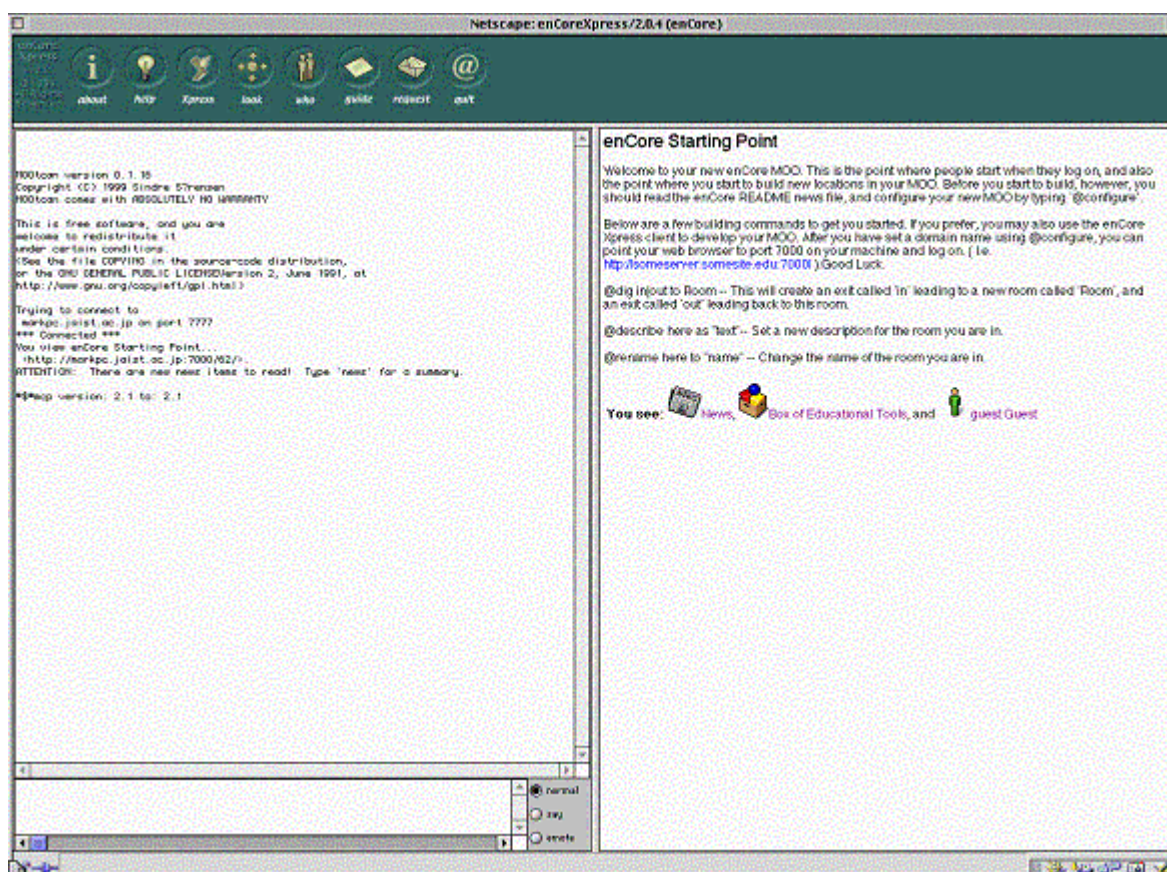 Netscape: enCoreXpress/2.0.4 (enCore)
enCore
Xpress
about help Xpress look who guide request quit
MOOtcan version 0.1.16
Copyright (C) 1999 Sindre S?rensen
MOOtcan comes with ABSOLUTELY NO WARRANTY
This is free software, and you are
welcome to redistribute it
under certain conditions.
(See the file COPYING in the source-code distribution,
or the GNU GENERAL PUBLIC LICENSEVersion 2, June 1991, at
http://www.gnu.org/copyleft/gpl.html)
Trying to connect to
markpc.jaist.ac.jp on port 7777
*** Connected ***
You view enCore Starting Point...
<http://markpc.jaist.ac.jp:7000/62/>.
ATTENTION: There are new news items to read! Type 'news' for a summary.
#$#mcp version: 2.1 to: 2.1
normal
say
emote
enCore Starting Point
Welcome to your new enCore MOO. This is the point where people start when they log on, and also
the point where you start to build new locations in your MOO. Before you start to build, however, you
should read the enCore README news file, and configure your new MOO by typing '@configure'.
Below are a few building commands to get you started. If you prefer, you may also use the enCore
Xpress client to develop your MOO. After you have set a domain name using @configure, you can
point your web browser to port 7000 on your machine and log on. ( i.e.
http://someserver.somesite.edu:7000/ ).Good Luck.
@dig in|out to Room -- This will create an exit called 'in' leading to a new room called 'Room', and
an exit called 'out' leading back to this room.
@describe here as "text" -- Set a new description for the room you are in.
@rename here to "name" -- Change the name of the room you are in.
You see: News, Box of Educational Tools, and guest Guest